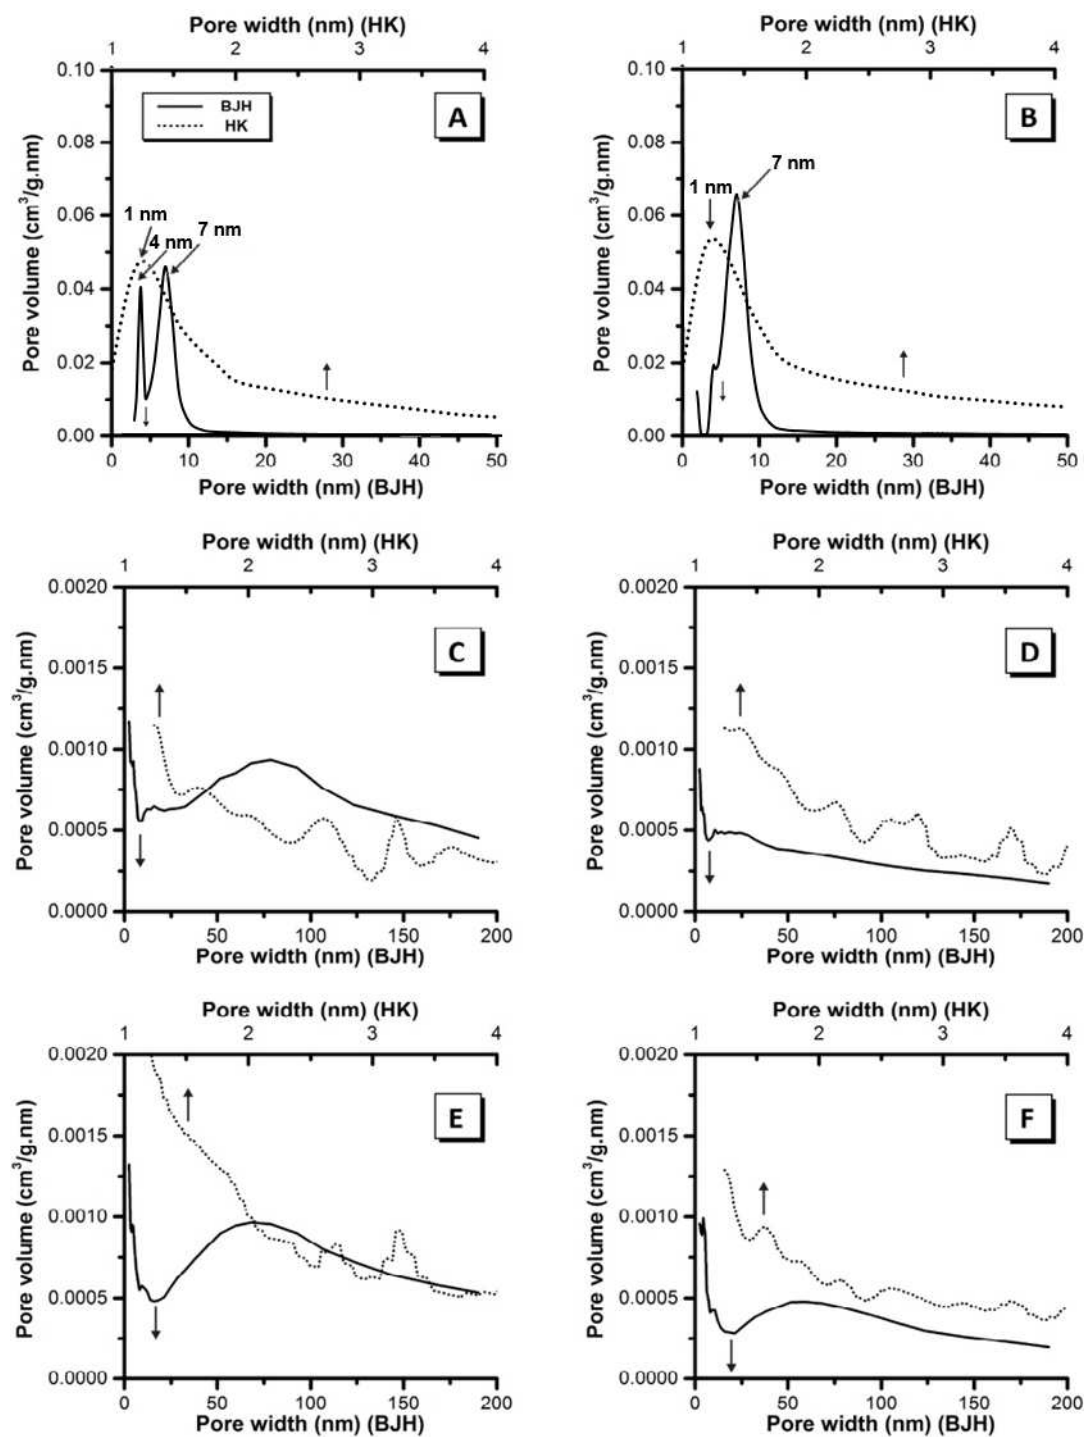 Pore width (nm) (HK)
1 2 3 4
Pore volume (cm³/g.nm)
0.10
0.08
0.06
0.04
0.02
0.00
BJH
HK
A
1 nm
4 nm
7 nm
0 10 20 30 40 50
Pore width (nm) (BJH)
Pore width (nm) (HK)
1 2 3 4
Pore volume (cm³/g.nm)
0.10
0.08
0.06
0.04
0.02
0.00
B
7 nm
1 nm
0 10 20 30 40 50
Pore width (nm) (BJH)
Pore width (nm) (HK)
1 2 3 4
Pore volume (cm³/g.nm)
0.0020
0.0015
0.0010
0.0005
0.0000
C
0 50 100 150 200
Pore width (nm) (BJH)
Pore width (nm) (HK)
1 2 3 4
Pore volume (cm³/g.nm)
0.0020
0.0015
0.0010
0.0005
0.0000
D
0 50 100 150 200
Pore width (nm) (BJH)
Pore width (nm) (HK)
1 2 3 4
Pore volume (cm³/g.nm)
0.0020
0.0015
0.0010
0.0005
0.0000
E
0 50 100 150 200
Pore width (nm) (BJH)
Pore width (nm) (HK)
1 2 3 4
Pore volume (cm³/g.nm)
0.0020
0.0015
0.0010
0.0005
0.0000
F
0 50 100 150 200
Pore width (nm) (BJH)